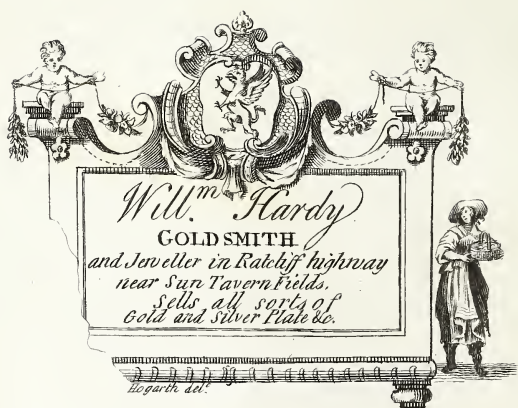 Will.m Hardy
GOLDSMITH
and Jeweller in Ratcliff highway
near Sun Tavern Fields.
Sells all sorts of
Gold and Silver Plate &c.
Hogarth del.t